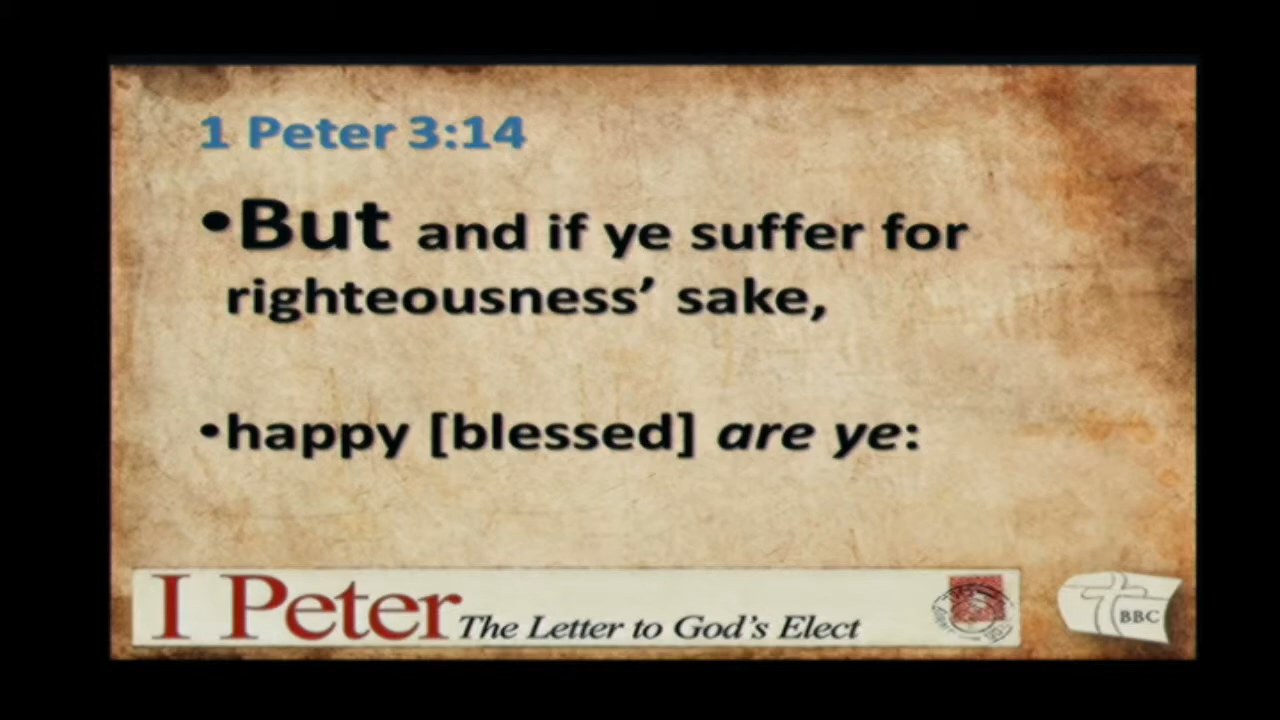 1 Peter 3:14
•But and if ye suffer for
righteousness’ sake,
•happy [blessed] are ye:
I Peter The Letter to God’s Elect
BBC